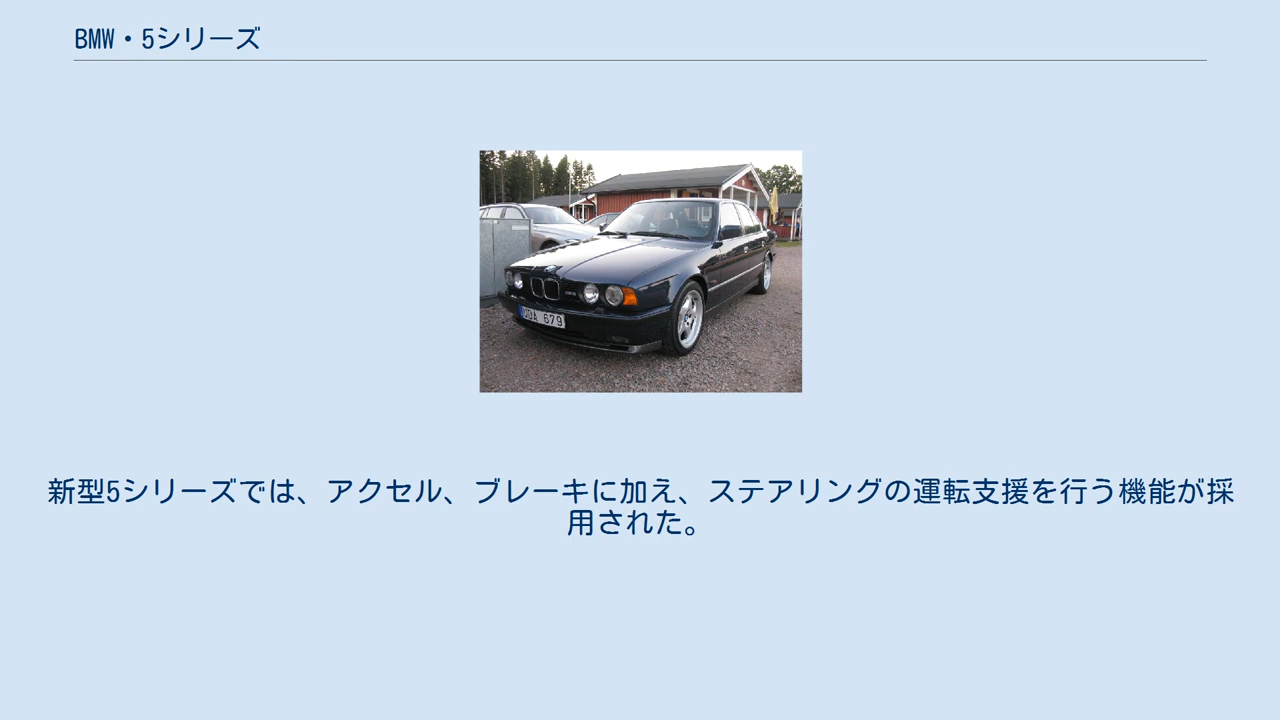 BMW・5シリーズ
新型5シリーズでは、アクセル、ブレーキに加え、ステアリングの運転支援を行う機能が採
用された。